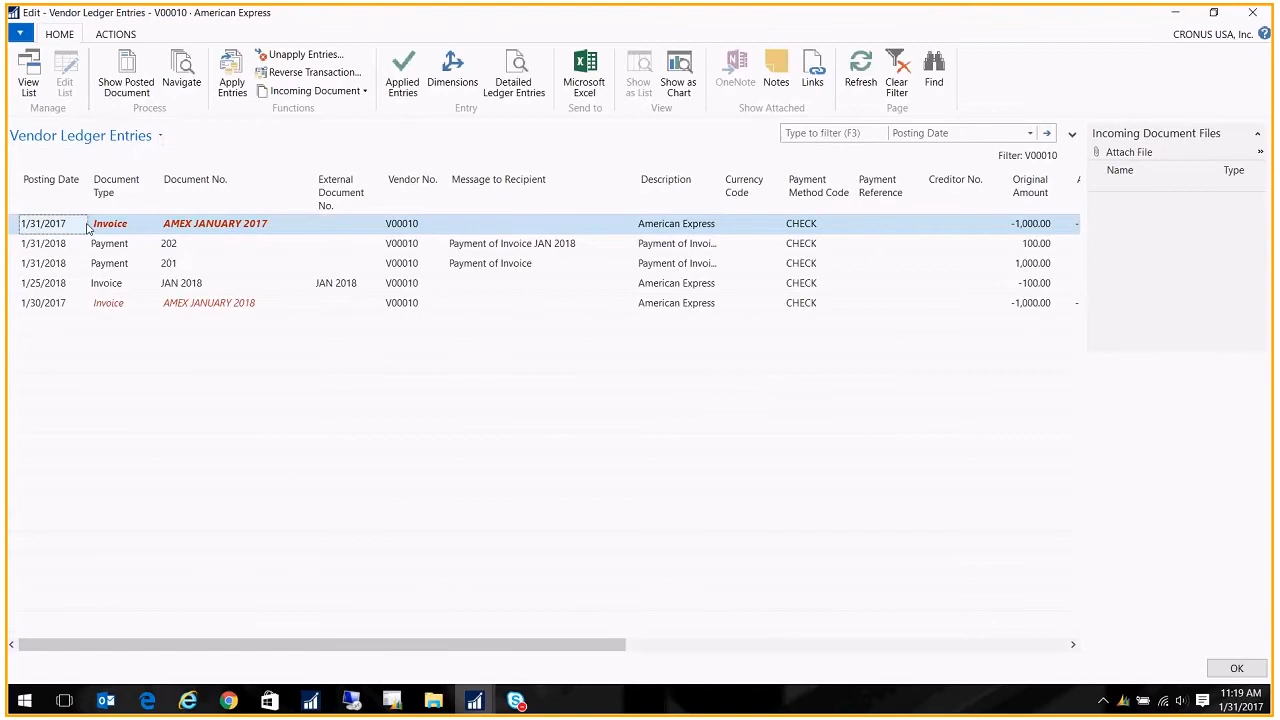 Edit - Vendor Ledger Entries - V00010 · American Express
HOME ACTIONS CRONUS USA, Inc.
View List
Edit List
Show Posted Document
Navigate
Apply Entries
Unapply Entries...
Reverse Transaction...
Incoming Document
Applied Entries
Dimensions
Detailed Ledger Entries
Microsoft Excel
Show as List
Show as Chart
OneNote
Notes
Links
Refresh
Clear Filter
Find
Manage Process Functions Entry Send to View Show Attached Page
Vendor Ledger Entries
Type to filter (F3) Posting Date
Filter: V00010
Incoming Document Files
Attach File
Name Type
Posting Date Document Type Document No. External Document No. Vendor No. Message to Recipient Description Currency Code Payment Method Code Payment Reference Creditor No. Original Amount A
1/31/2017 Invoice AMEX JANUARY 2017 V00010 American Express CHECK -1,000.00 -
1/31/2018 Payment 202 V00010 Payment of Invoice JAN 2018 Payment of Invoi... CHECK 100.00
1/31/2018 Payment 201 V00010 Payment of Invoice Payment of Invoi... CHECK 1,000.00
1/25/2018 Invoice JAN 2018 JAN 2018 V00010 American Express CHECK -100.00
1/30/2017 Invoice AMEX JANUARY 2018 V00010 American Express CHECK -1,000.00 -
OK
11:19 AM
1/31/2017